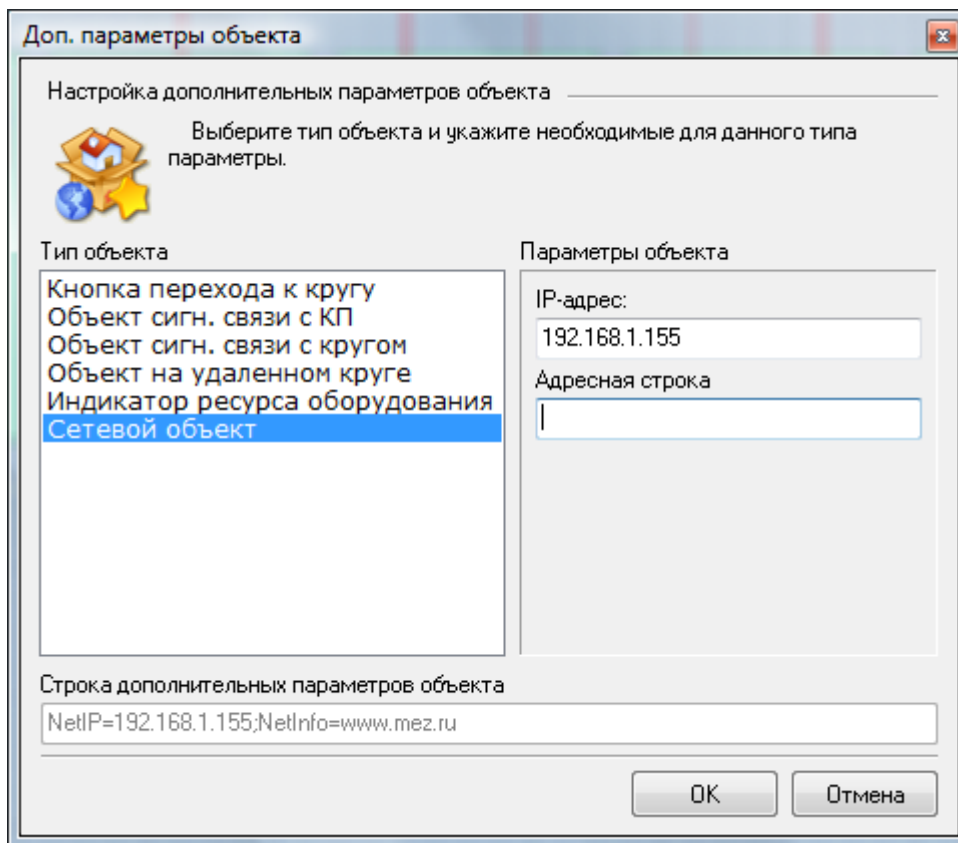 Доп. параметры объекта
Настройка дополнительных параметров объекта
Выберите тип объекта и укажите необходимые для данного типа
параметры.
Тип объекта
Кнопка перехода к кругу
Объект сигн. связи с КП
Объект сигн. связи с кругом
Объект на удаленном круге
Индикатор ресурса оборудования
Сетевой объект
Параметры объекта
IP-адрес:
192.168.1.155
Адресная строка
Строка дополнительных параметров объекта
NetIP=192.168.1.155;NetInfo=www.mez.ru
OK
Отмена